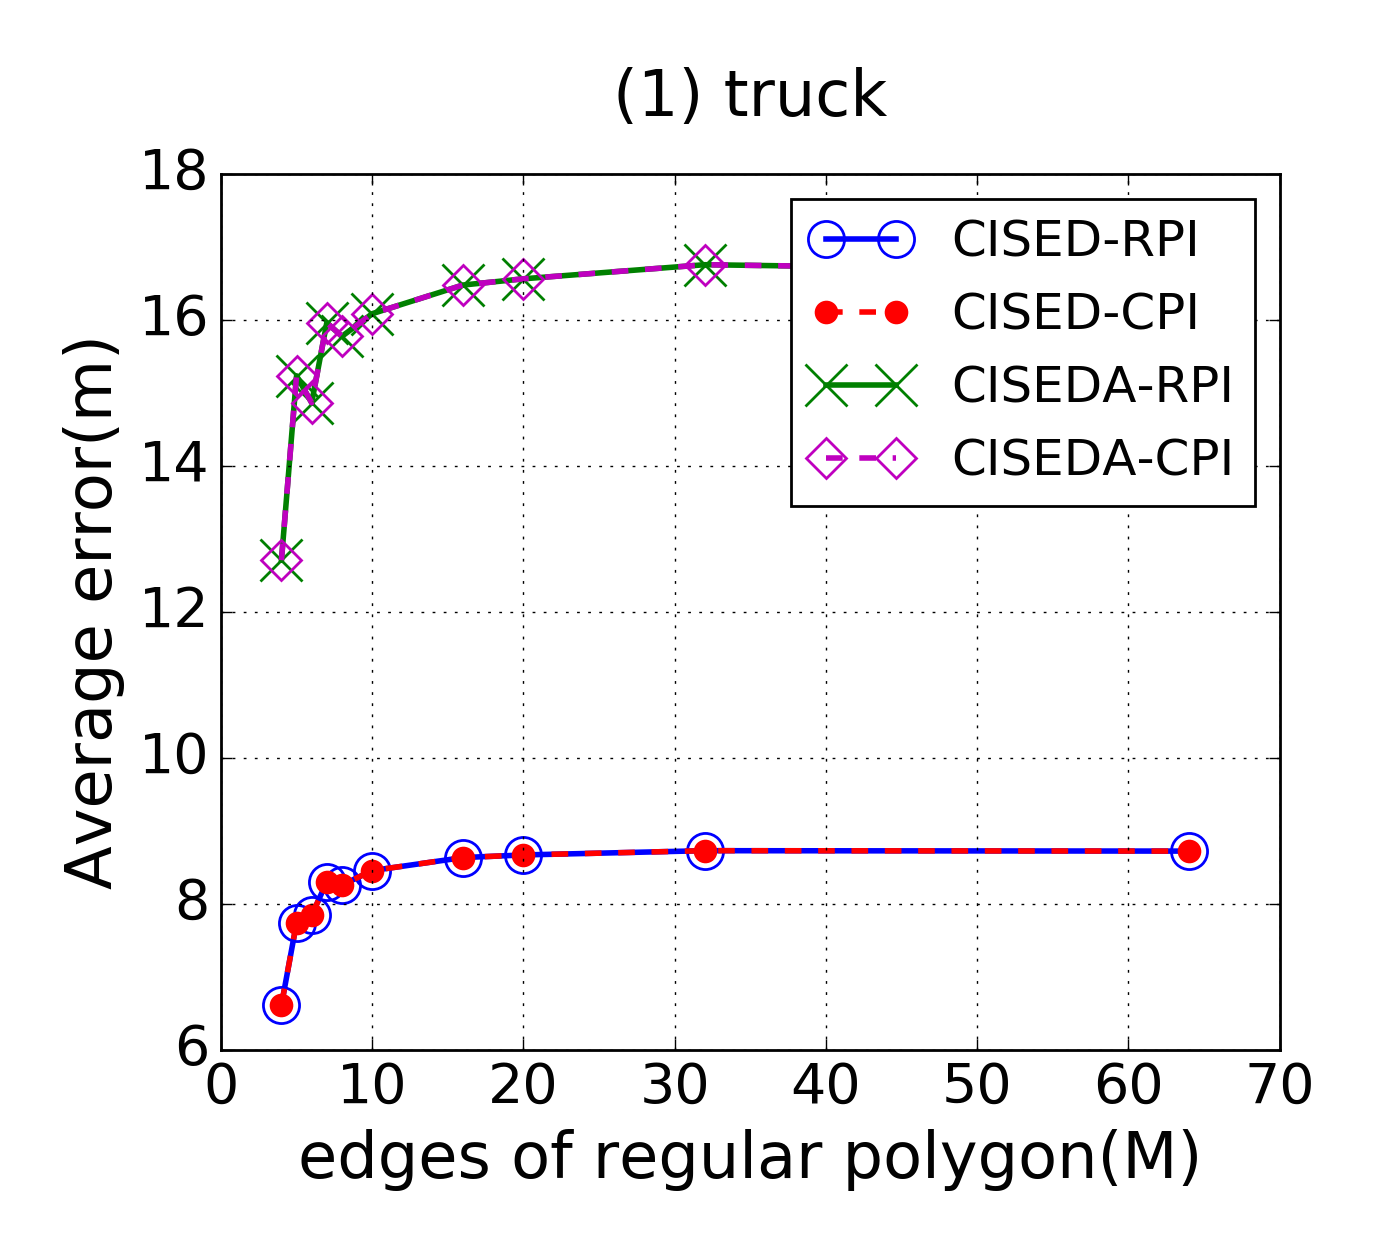 (1) truck
18
16
14
12
10
8
6
Average error(m)
CISED-RPI
CISED-CPI
CISEDA-RPI
CISEDA-CPI
0 10 20 30 40 50 60 70
edges of regular polygon(M)